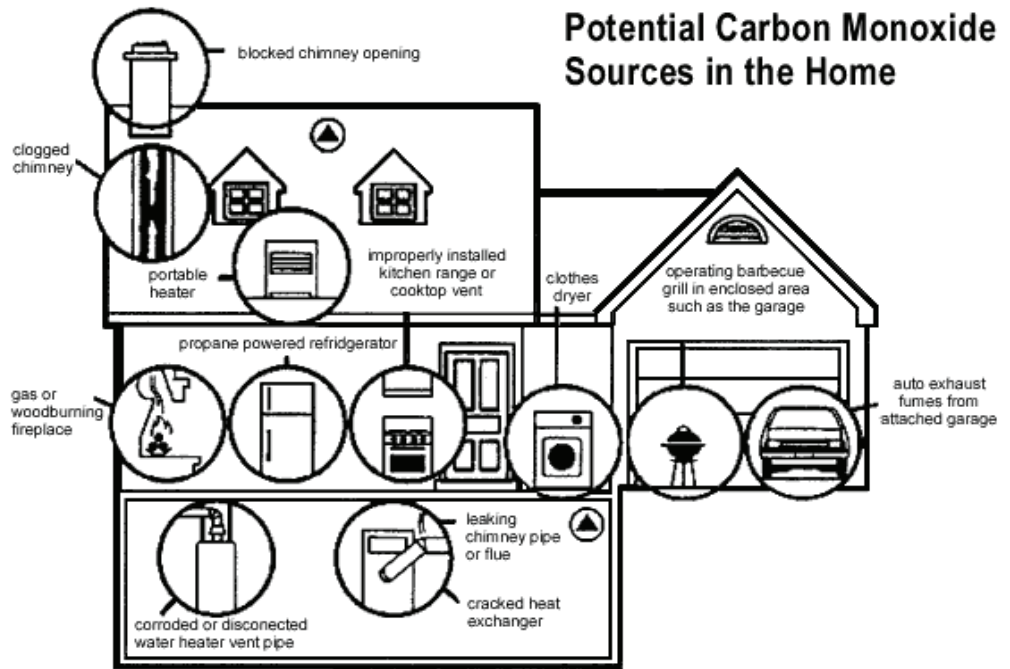 Potential Carbon Monoxide
Sources in the Home
blocked chimney opening
clogged
chimney
portable
heater
improperly installed
kitchen range or
cooktop vent
clothes
dryer
operating barbecue
grill in enclosed area
such as the garage
propane powered refridgerator
gas or
woodburning
fireplace
auto exhaust
fumes from
attached garage
leaking
chimney pipe
or flue
cracked heat
exchanger
corroded or disconected
water heater vent pipe